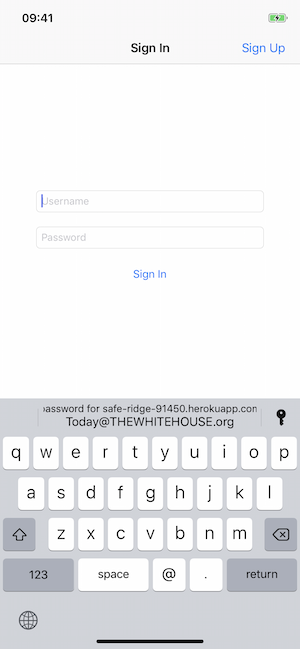 09:41
Sign In
Sign Up
Username
Password
Sign In
password for safe-ridge-91450.herokuapp.com
Today@THEWHITEHOUSE.org
q w e r t y u i o p
a s d f g h j k l
z x c v b n m
123 space @ . return